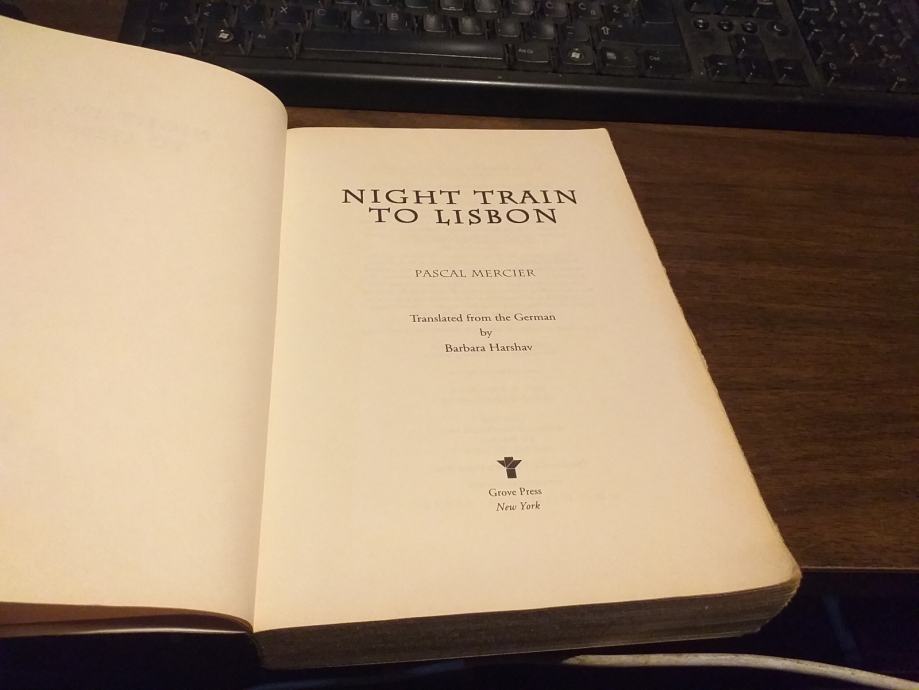 NIGHT TRAIN
TO LISBON
PASCAL MERCIER
Translated from the German
by
Barbara Harshav
Grove Press
New York